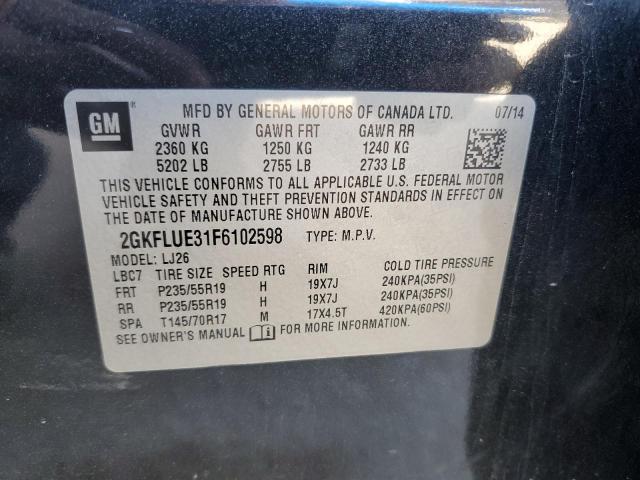 GM ® MFD BY GENERAL MOTORS OF CANADA LTD. 07/14
GVWR GAWR FRT GAWR RR
2360 KG 1250 KG 1240 KG
5202 LB 2755 LB 2733 LB
THIS VEHICLE CONFORMS TO ALL APPLICABLE U.S. FEDERAL MOTOR
VEHICLE SAFETY AND THEFT PREVENTION STANDARDS IN EFFECT ON
THE DATE OF MANUFACTURE SHOWN ABOVE.
2GKFLUE31F6102598 TYPE: M.P.V.
MODEL: LJ26
LBC7 TIRE SIZE SPEED RTG RIM COLD TIRE PRESSURE
FRT P235/55R19 H 19X7J 240KPA(35PSI)
RR P235/55R19 H 19X7J 240KPA(35PSI)
SPA T145/70R17 M 17X4.5T 420KPA(60PSI)
SEE OWNER'S MANUAL FOR MORE INFORMATION.